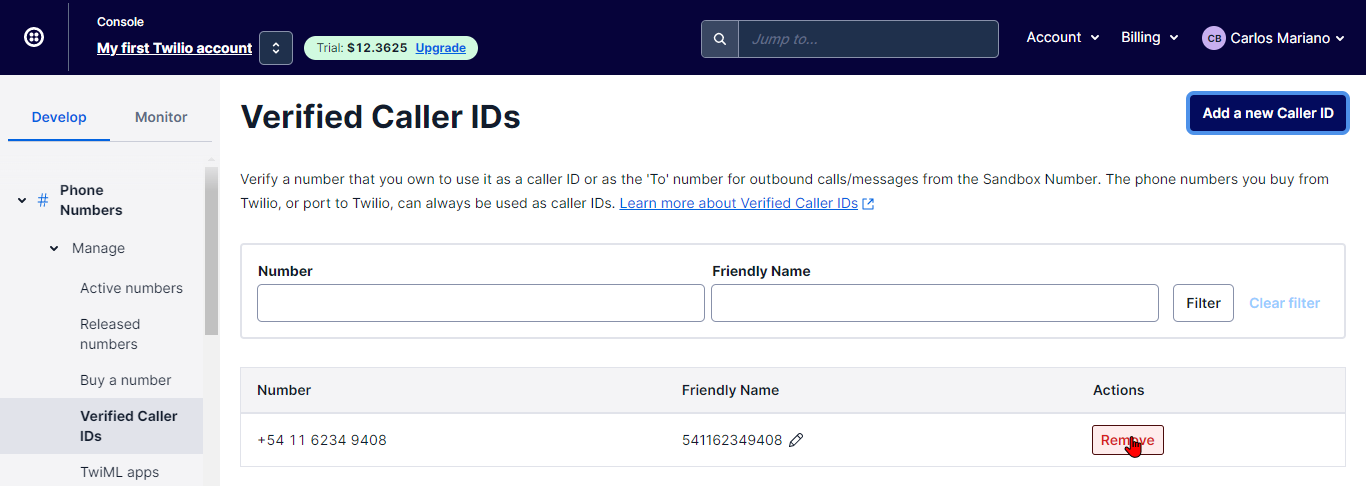 Console
My first Twilio account
Trial: $12.3625 Upgrade
Jump to...
Account
Billing
CB
Carlos Mariano
Develop
Monitor
# Phone
Numbers
Manage
Active numbers
Released
numbers
Buy a number
Verified Caller
IDs
TwiML apps
Verified Caller IDs
Add a new Caller ID
Verify a number that you own to use it as a caller ID or as the 'To' number for outbound calls/messages from the Sandbox Number. The phone numbers you buy from
Twilio, or port to Twilio, can always be used as caller IDs. Learn more about Verified Caller IDs
Number
Friendly Name
Filter
Clear filter
Number Friendly Name Actions
+54 11 6234 9408 541162349408 Remove